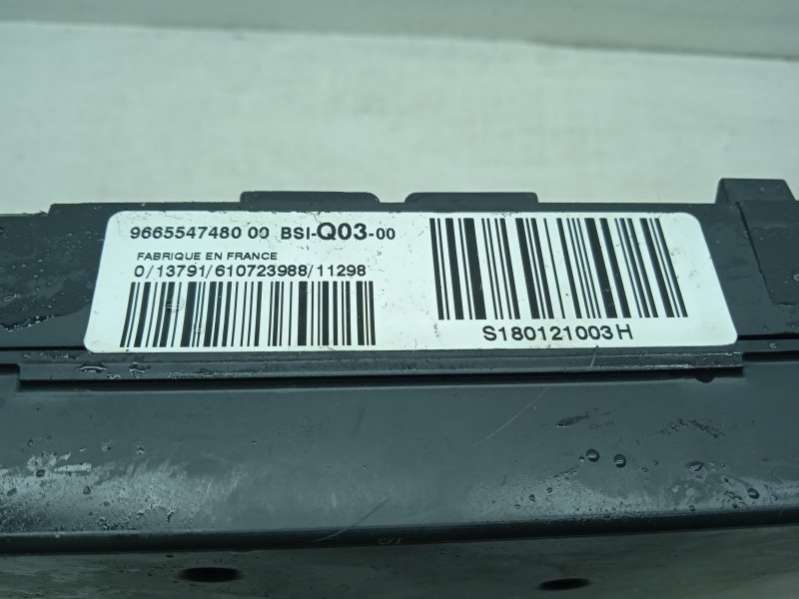 9665547480 00 BSI-Q03-00
FABRIQUE EN FRANCE
0/13791/610723988/11298
S180121003H